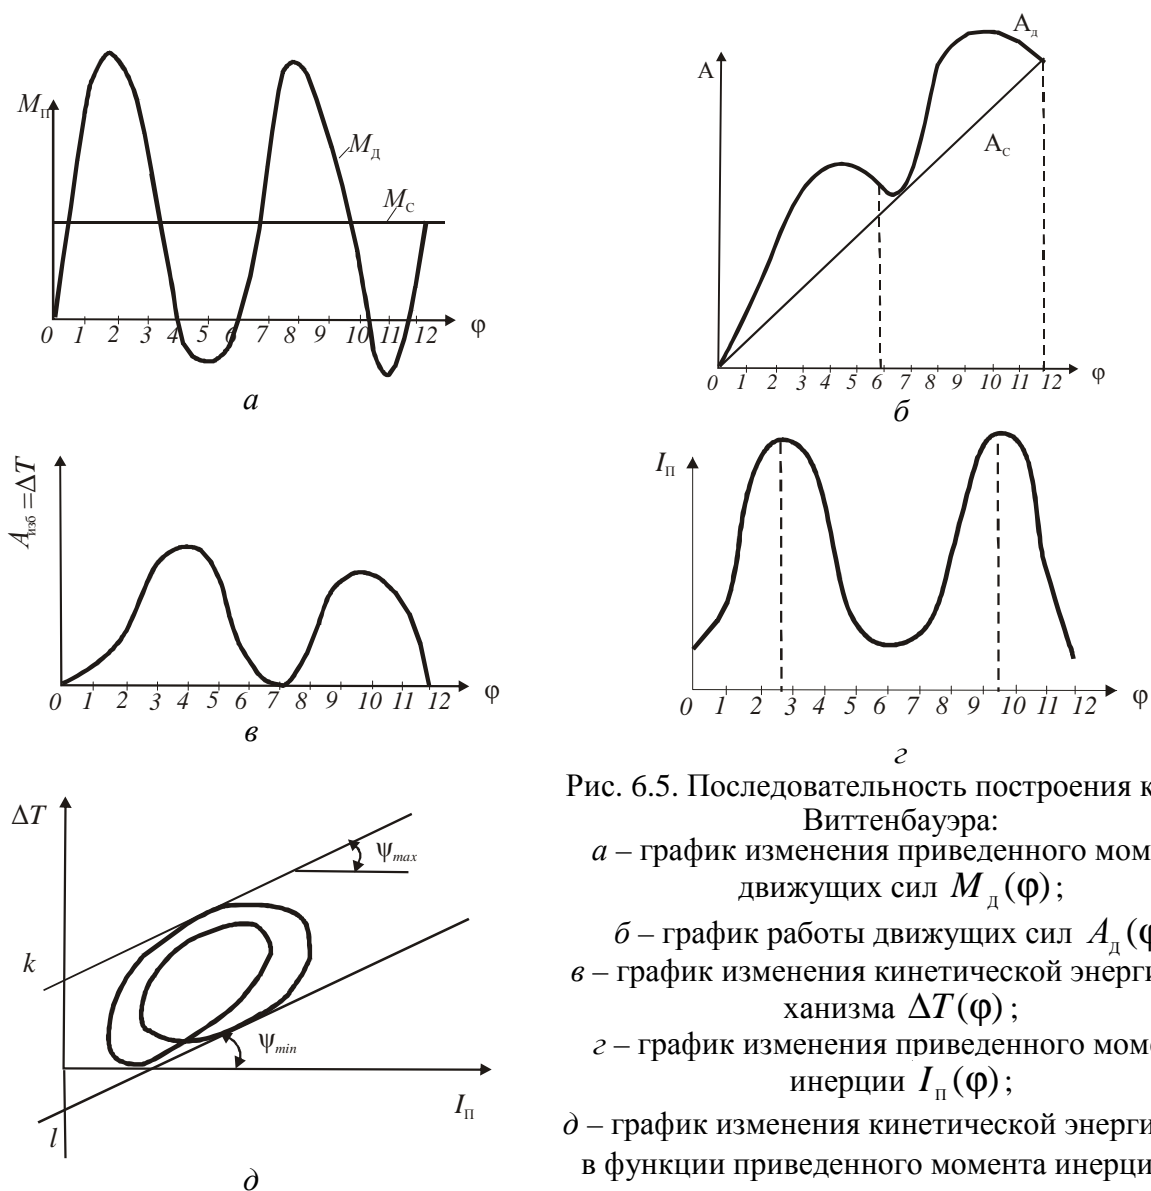 M_П
M_Д
M_С
0 1 2 3 4 5 6 7 8 9 10 11 12 φ
а
A
A_д
A_С
0 1 2 3 4 5 6 7 8 9 10 11 12 φ
б
A_изб =ΔT
0 1 2 3 4 5 6 7 8 9 10 11 12 φ
в
I_П
0 1 2 3 4 5 6 7 8 9 10 11 12 φ
г
ΔT
ψ_max
k
ψ_min
I_П
l
д
Рис. 6.5. Последовательность построения к
Виттенбауэра:
а – график изменения приведенного мом
движущих сил M_д(φ);
б – график работы движущих сил A_д(φ
в – график изменения кинетической энерги
ханизма ΔT(φ);
г – график изменения приведенного мом
инерции I_п(φ);
д – график изменения кинетической энерги
в функции приведенного момента инерци